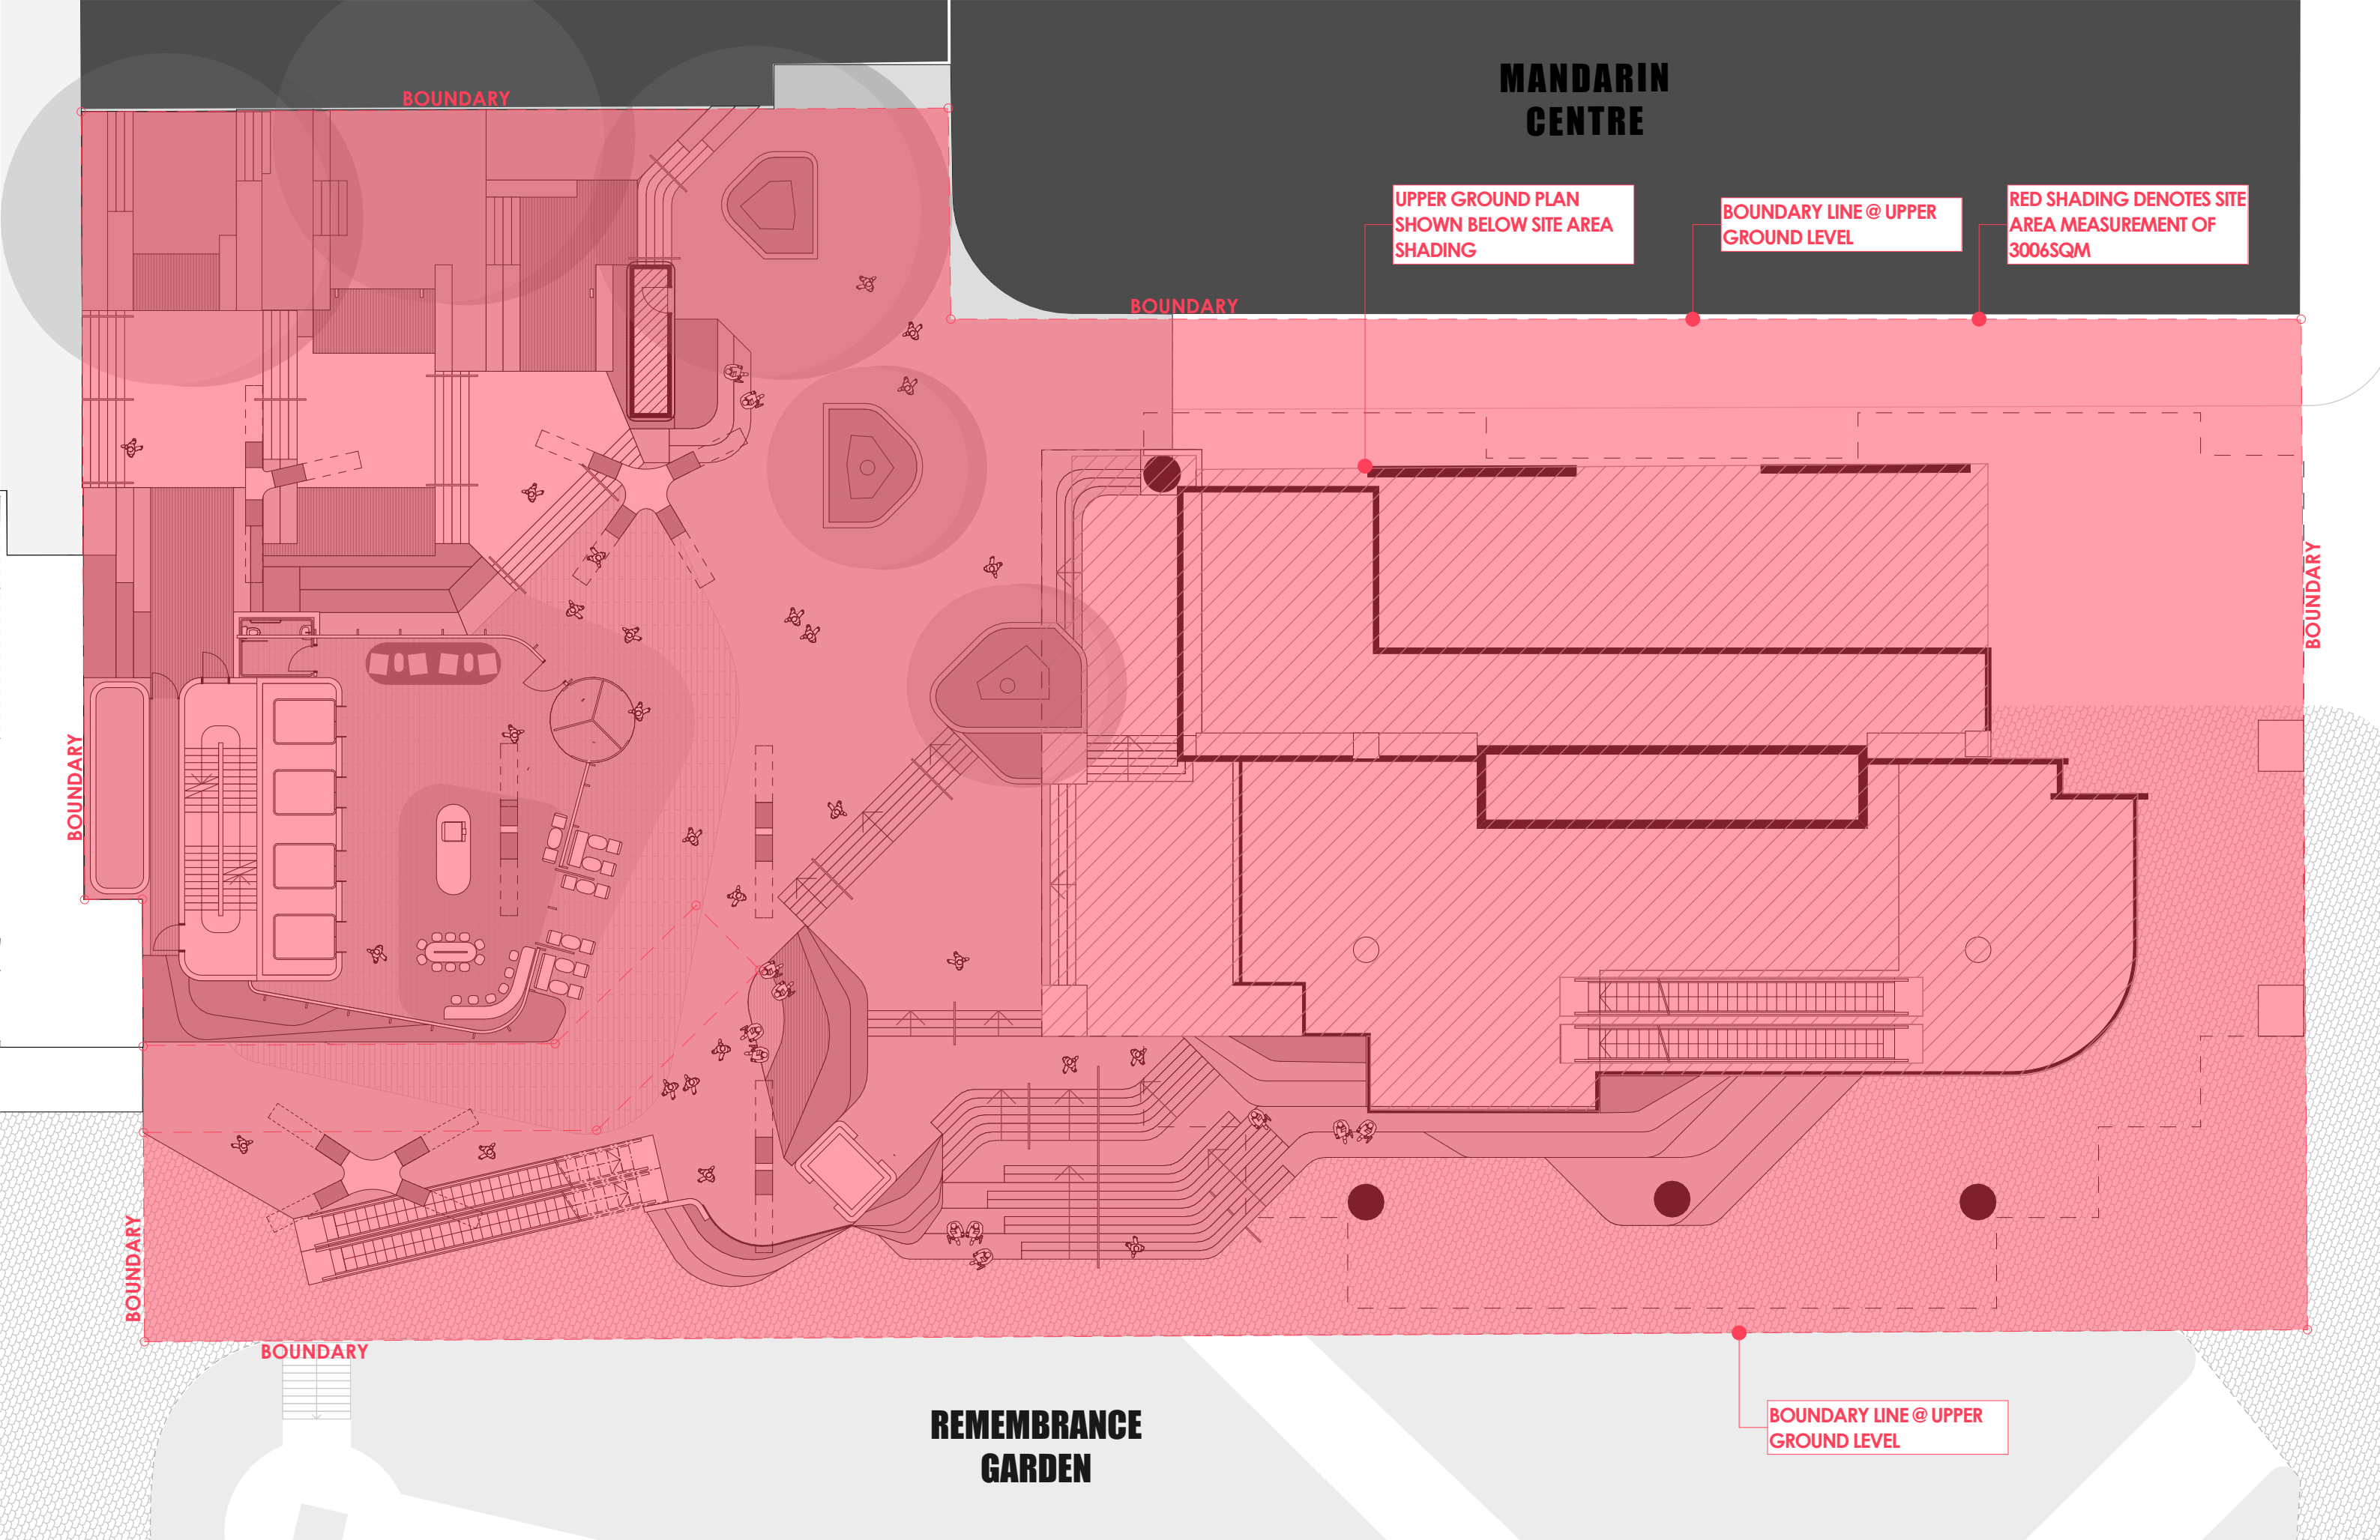 MANDARIN
CENTRE
BOUNDARY
UPPER GROUND PLAN
SHOWN BELOW SITE AREA
SHADING
BOUNDARY LINE @ UPPER
GROUND LEVEL
RED SHADING DENOTES SITE
AREA MEASUREMENT OF
3006SQM
BOUNDARY
BOUNDARY
BOUNDARY
BOUNDARY
BOUNDARY
REMEMBRANCE
GARDEN
BOUNDARY LINE @ UPPER
GROUND LEVEL